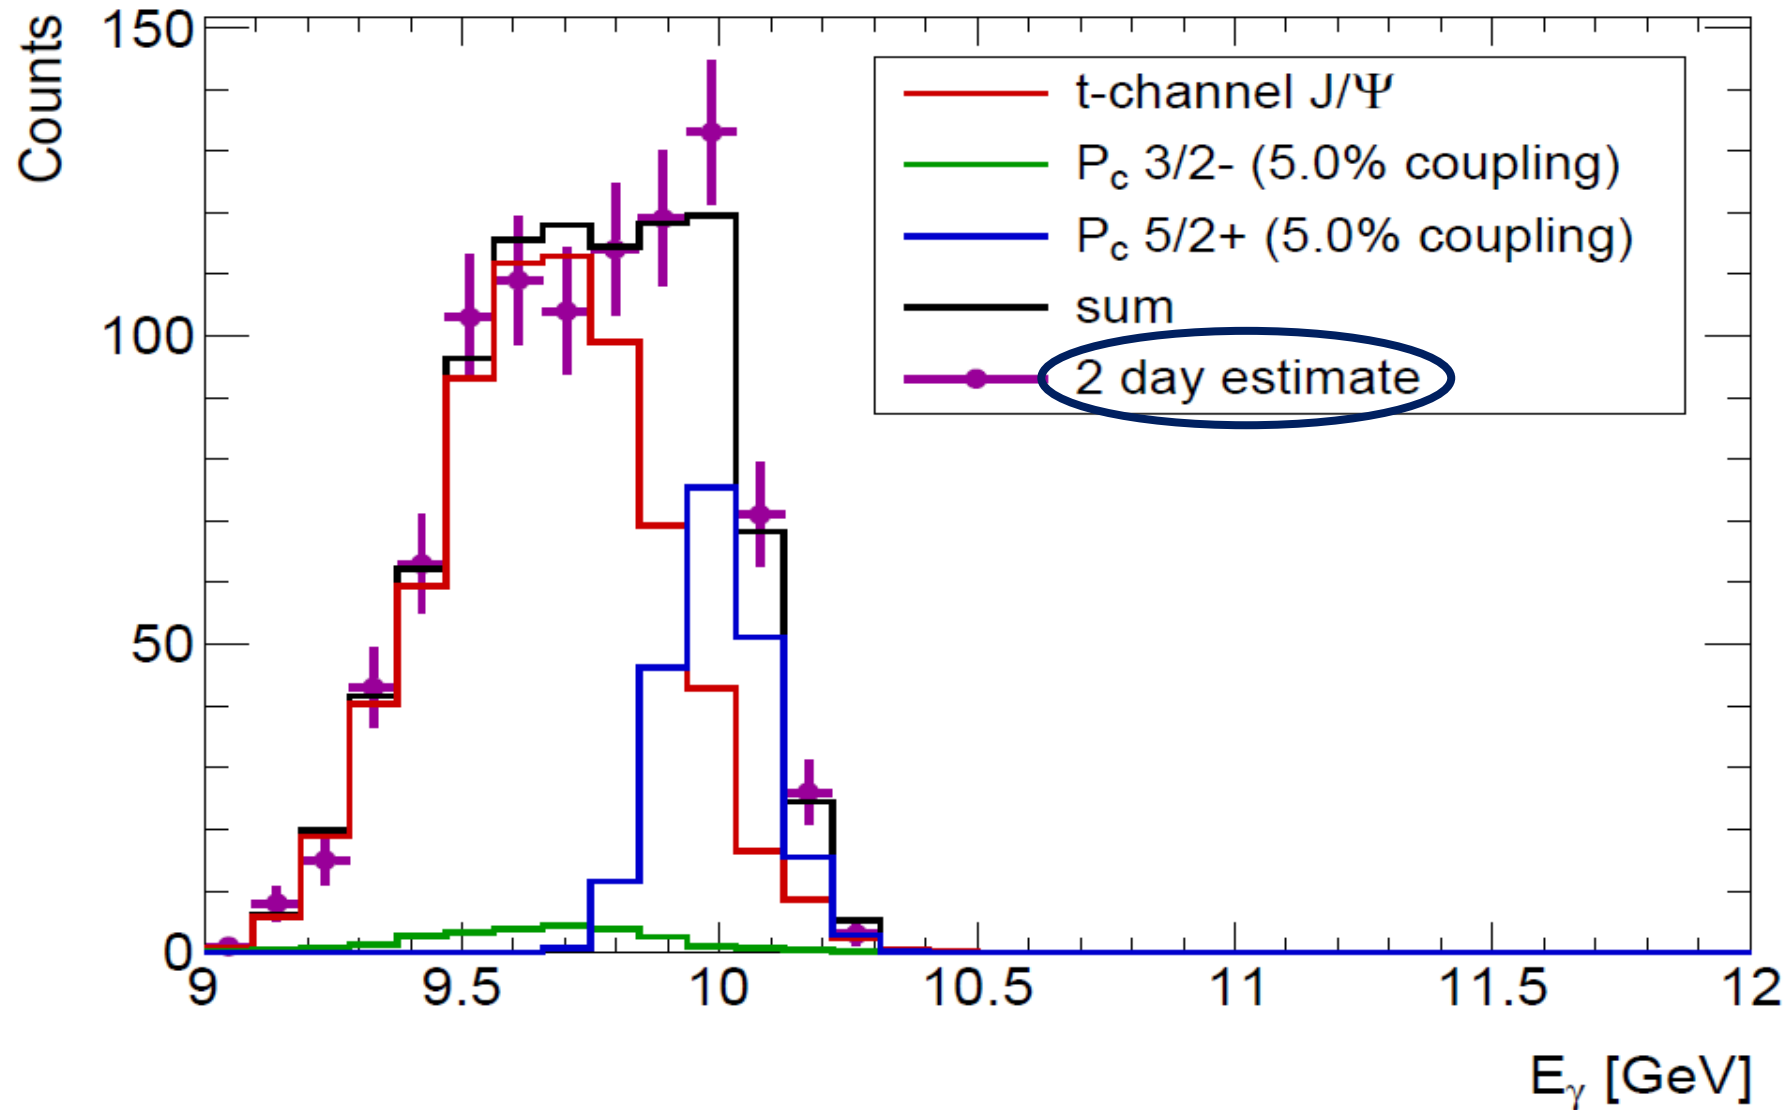 Counts
150
100
50
0
t-channel J/Ψ
Pc 3/2- (5.0% coupling)
Pc 5/2+ (5.0% coupling)
sum
2 day estimate
9 9.5 10 10.5 11 11.5 12
Eγ [GeV]